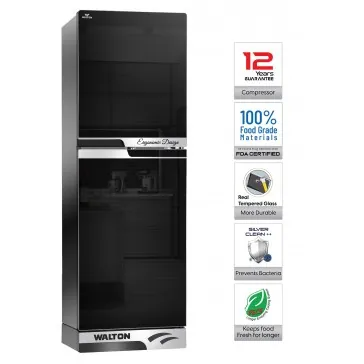 WALTON
Ergonomic Design
WALTON
12
Years
GUARANTEE
Compressor
100%
Food Grade
Materials
FDA CERTIFIED
Real
Tempered Glass
More Durable
SILVER
CLEAN ++
Prevents Bacteria
Keeps food
Fresh for longer